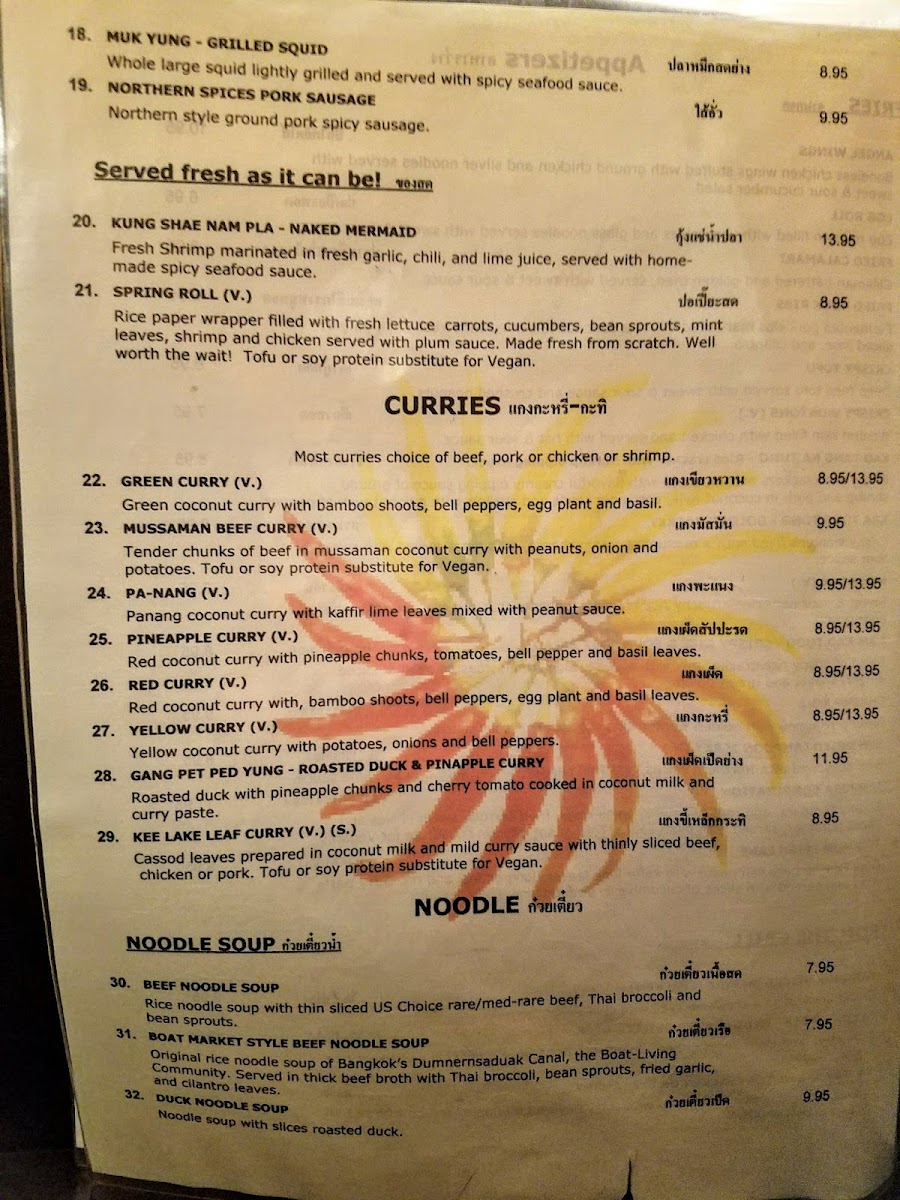 18. MUK YUNG - GRILLED SQUID ปลาหมึกสดย่าง 8.95
Whole large squid lightly grilled and served with spicy seafood sauce.
19. NORTHERN SPICES PORK SAUSAGE ไส้อั่ว 9.95
Northern style ground pork spicy sausage.
Served fresh as it can be! ของสด
20. KUNG SHAE NAM PLA - NAKED MERMAID กุ้งแช่น้ำปลา 13.95
Fresh Shrimp marinated in fresh garlic, chili, and lime juice, served with home-
made spicy seafood sauce.
21. SPRING ROLL (V.) ปอเปี๊ยะสด 8.95
Rice paper wrapper filled with fresh lettuce carrots, cucumbers, bean sprouts, mint
leaves, shrimp and chicken served with plum sauce. Made fresh from scratch. Well
worth the wait! Tofu or soy protein substitute for Vegan.
CURRIES แกงกะหรี่-กะทิ
Most curries choice of beef, pork or chicken or shrimp.
22. GREEN CURRY (V.) แกงเขียวหวาน 8.95/13.95
Green coconut curry with bamboo shoots, bell peppers, egg plant and basil.
23. MUSSAMAN BEEF CURRY (V.) แกงมัสมั่น 9.95
Tender chunks of beef in mussaman coconut curry with peanuts, onion and
potatoes. Tofu or soy protein substitute for Vegan.
24. PA-NANG (V.) แกงพะแนง 9.95/13.95
Panang coconut curry with kaffir lime leaves mixed with peanut sauce.
25. PINEAPPLE CURRY (V.) แกงเผ็ดสัปปะรด 8.95/13.95
Red coconut curry with pineapple chunks, tomatoes, bell pepper and basil leaves.
26. RED CURRY (V.) แกงเผ็ด 8.95/13.95
Red coconut curry with, bamboo shoots, bell peppers, egg plant and basil leaves.
27. YELLOW CURRY (V.) แกงกะหรี่ 8.95/13.95
Yellow coconut curry with potatoes, onions and bell peppers.
28. GANG PET PED YUNG - ROASTED DUCK & PINAPPLE CURRY แกงเผ็ดเป็ดย่าง 11.95
Roasted duck with pineapple chunks and cherry tomato cooked in coconut milk and
curry paste.
29. KEE LAKE LEAF CURRY (V.) (S.) แกงขี้เหล็กกระทิ 8.95
Cassod leaves prepared in coconut milk and mild curry sauce with thinly sliced beef,
chicken or pork. Tofu or soy protein substitute for Vegan.
NOODLE ก๋วยเตี๋ยว
NOODLE SOUP ก๋วยเตี๋ยวน้ำ
30. BEEF NOODLE SOUP ก๋วยเตี๋ยวเนื้อสด 7.95
Rice noodle soup with thin sliced US Choice rare/med-rare beef, Thai broccoli and
bean sprouts.
31. BOAT MARKET STYLE BEEF NOODLE SOUP ก๋วยเตี๋ยวเรือ 7.95
Original rice noodle soup of Bangkok's Dumnernsaduak Canal, the Boat-Living
Community. Served in thick beef broth with Thai broccoli, bean sprouts, fried garlic,
and cilantro leaves.
32. DUCK NOODLE SOUP ก๋วยเตี๋ยวเป็ด 9.95
Noodle soup with slices roasted duck.